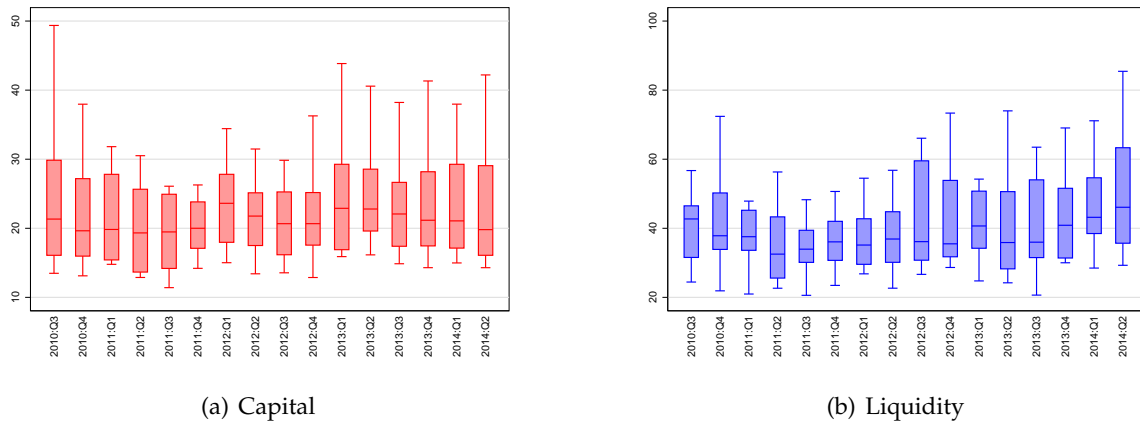 50
40
30
20
10
2010:Q3
2010:Q4
2011:Q1
2011:Q2
2011:Q3
2011:Q4
2012:Q1
2012:Q2
2012:Q3
2012:Q4
2013:Q1
2013:Q2
2013:Q3
2013:Q4
2014:Q1
2014:Q2
(a) Capital
100
80
60
40
20
2010:Q3
2010:Q4
2011:Q1
2011:Q2
2011:Q3
2011:Q4
2012:Q1
2012:Q2
2012:Q3
2012:Q4
2013:Q1
2013:Q2
2013:Q3
2013:Q4
2014:Q1
2014:Q2
(b) Liquidity